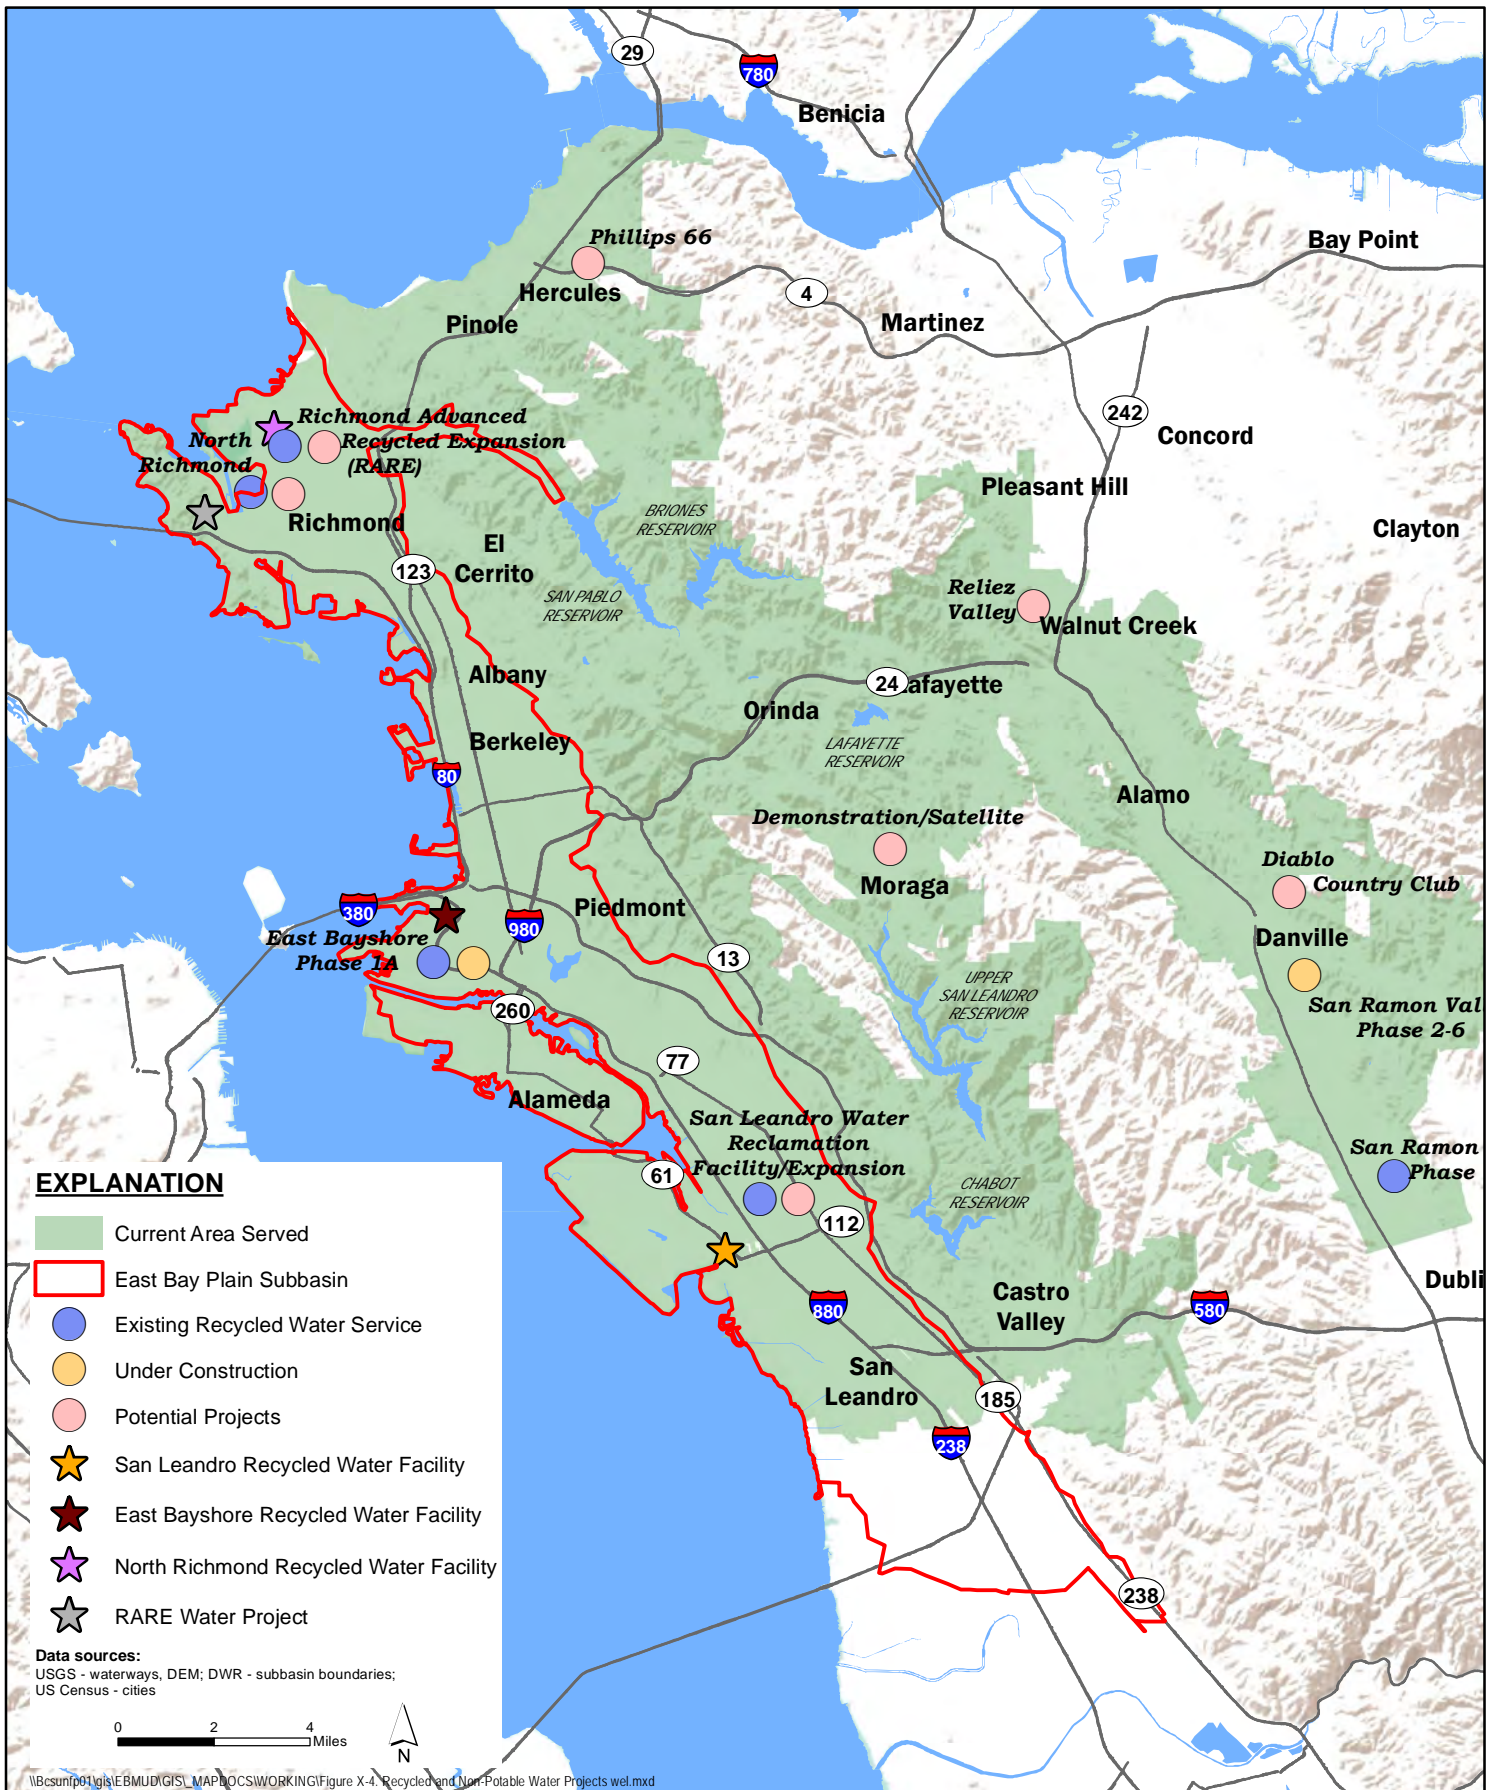 29
780
Benicia
Phillips 66
Bay Point
Hercules
4
Pinole
Martinez
242
Richmond Advanced
Recycled Expansion
(RARE)
North
Richmond
Concord
Pleasant Hill
BRIONES
RESERVOIR
Richmond
Clayton
El
Cerrito
123
Reliez
Valley
SAN PABLO
RESERVOIR
Walnut Creek
Albany
24
afayette
Orinda
Berkeley
LAFAYETTE
RESERVOIR
80
Alamo
Demonstration/Satellite
Moraga
Diablo
Country Club
380
Piedmont
980
East Bayshore
Phase 1A
Danville
13
UPPER
SAN LEANDRO
RESERVOIR
260
San Ramon Val
Phase 2-6
77
Alameda
San Leandro Water
Reclamation
Facility/Expansion
San Ramon
Phase
61
CHABOT
RESERVOIR
112
Dubli
Castro
Valley
880
580
San
Leandro
185
238
238
EXPLANATION
Current Area Served
East Bay Plain Subbasin
Existing Recycled Water Service
Under Construction
Potential Projects
San Leandro Recycled Water Facility
East Bayshore Recycled Water Facility
North Richmond Recycled Water Facility
RARE Water Project
Data sources:
USGS - waterways, DEM; DWR - subbasin boundaries;
US Census - cities
0 2 4
Miles
N
\\Bcsunfp01\gis\EBMUD\GIS\_MAPDOCS\WORKING\Figure X-4. Recycled and Non-Potable Water Projects wel.mxd